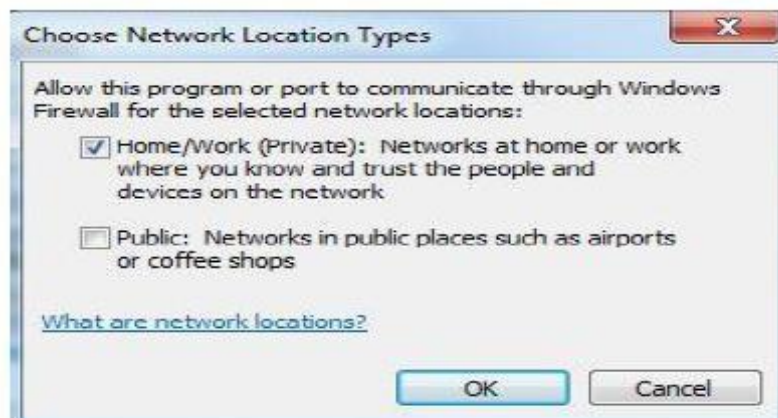 Choose Network Location Types
Allow this program or port to communicate through Windows
Firewall for the selected network locations:
Home/Work (Private): Networks at home or work
where you know and trust the people and
devices on the network
Public: Networks in public places such as airports
or coffee shops
What are network locations?
OK
Cancel